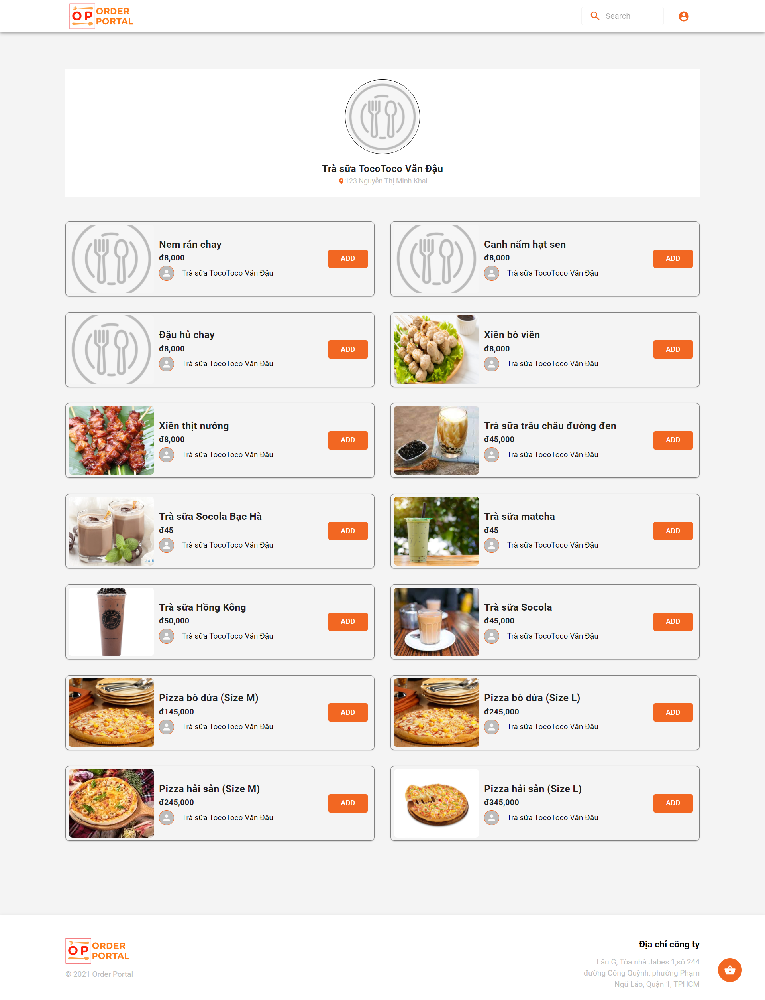 OP ORDER
PORTAL
Search
Trà sữa TocoToco Văn Đậu
123 Nguyễn Thị Minh Khai
Nem rán chay
đ8,000
Trà sữa TocoToco Văn Đậu
ADD
Canh nấm hạt sen
đ8,000
Trà sữa TocoToco Văn Đậu
ADD
Đậu hủ chay
đ8,000
Trà sữa TocoToco Văn Đậu
ADD
Xiên bò viên
đ8,000
Trà sữa TocoToco Văn Đậu
ADD
Xiên thịt nướng
đ8,000
Trà sữa TocoToco Văn Đậu
ADD
Trà sữa trâu châu đường đen
đ45,000
Trà sữa TocoToco Văn Đậu
ADD
JAR
Trà sữa Socola Bạc Hà
đ45
Trà sữa TocoToco Văn Đậu
ADD
Trà sữa matcha
đ45
Trà sữa TocoToco Văn Đậu
ADD
Trà sữa Hồng Kông
đ50,000
Trà sữa TocoToco Văn Đậu
ADD
Trà sữa Socola
đ45,000
Trà sữa TocoToco Văn Đậu
ADD
Pizza bò dứa (Size M)
đ145,000
Trà sữa TocoToco Văn Đậu
ADD
Pizza bò dứa (Size L)
đ245,000
Trà sữa TocoToco Văn Đậu
ADD
Pizza hải sản (Size M)
đ245,000
Trà sữa TocoToco Văn Đậu
ADD
Pizza hải sản (Size L)
đ345,000
Trà sữa TocoToco Văn Đậu
ADD
OP ORDER
PORTAL
© 2021 Order Portal
Địa chỉ công ty
Lầu G, Tòa nhà Jabes 1,số 244
đường Cống Quỳnh, phường Phạm
Ngũ Lão, Quận 1, TPHCM